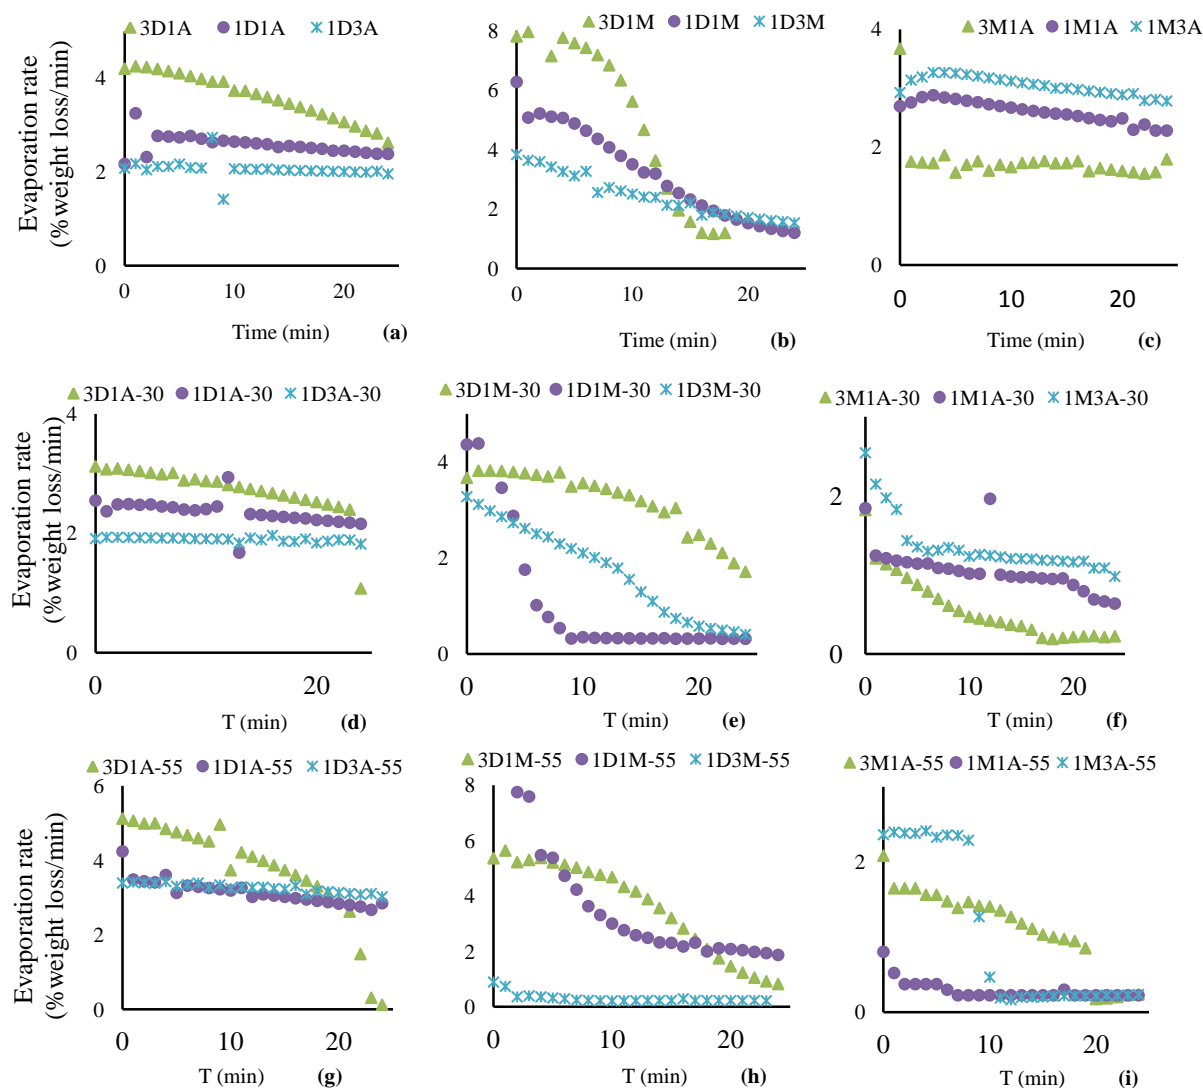 3D1A 1D1A 1D3A
(a)
Evaporation rate
(%weight loss/min)
4
2
0
0 10 20
Time (min)
3D1M 1D1M 1D3M
(b)
8
6
4
2
0
0 10 20
Time (min)
3M1A 1M1A 1M3A
4
2
0
0 10 20
Time (min) (c)
3D1A-30 1D1A-30 1D3A-30
Evaporation rate
(%weight loss/min)
4
2
0
0 20
T (min) (d)
3D1M-30 1D1M-30 1D3M-30
4
2
0
0 10 20
T (min) (e)
3M1A-30 1M1A-30 1M3A-30
2
0
0 10 20
T (min) (f)
3D1A-55 1D1A-55 1D3A-55
Evaporation rate
(%weight loss/min)
6
4
2
0
0 10 20
T (min) (g)
3D1M-55 1D1M-55 1D3M-55
8
6
4
2
0
0 10 20
T (min) (h)
3M1A-55 1M1A-55 1M3A-55
2
0
0 10 20
T (min) (i)